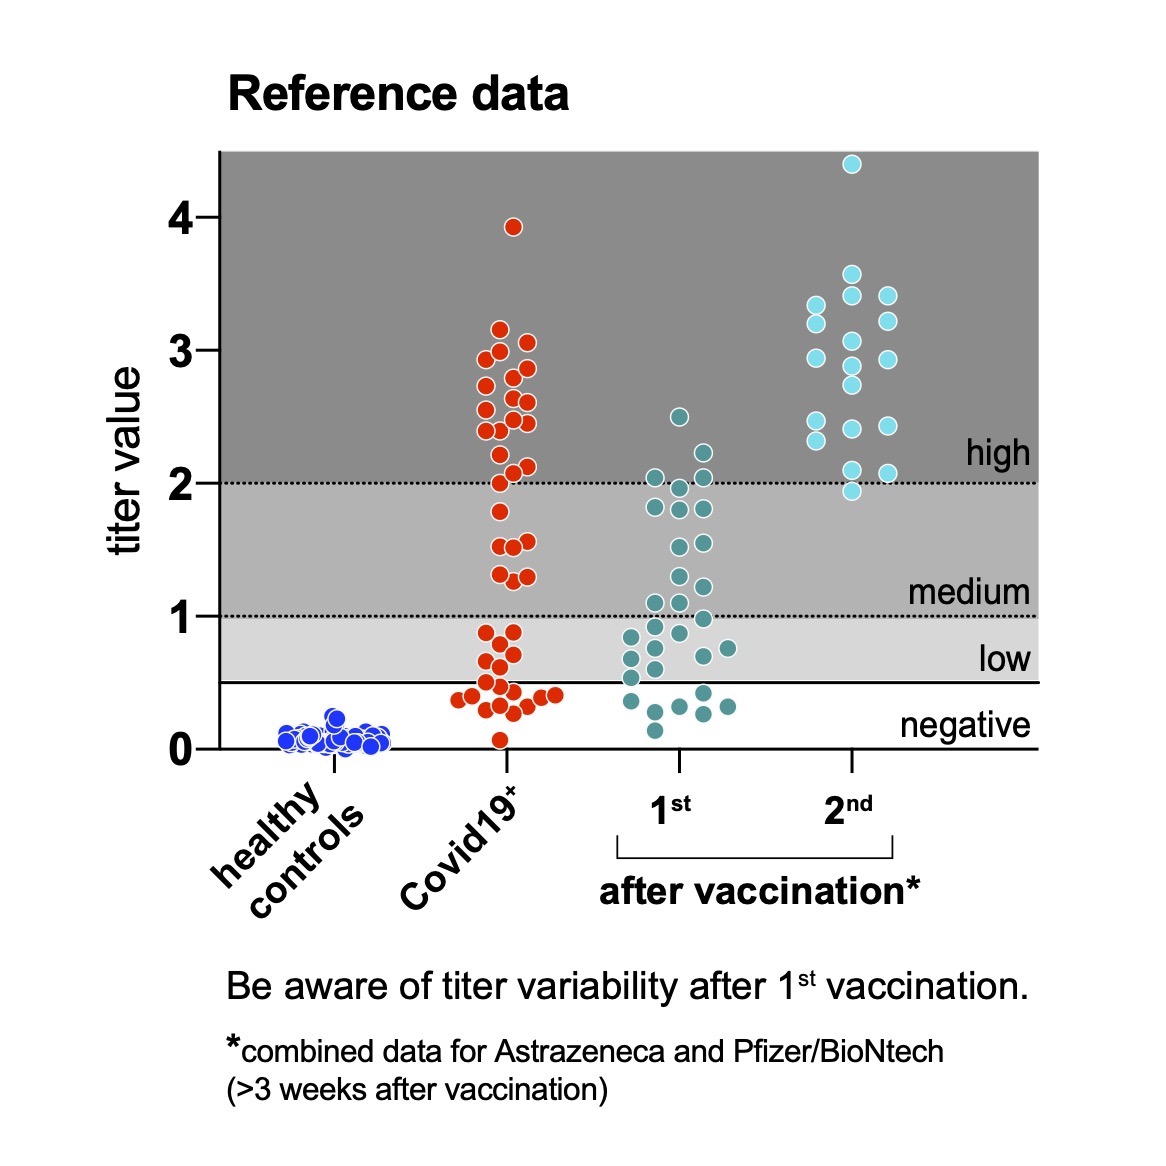 Reference data
titer value
4
3
2
1
0
high
medium
low
negative
healthy
controls
Covid19⁺
1ˢᵗ
2ⁿᵈ
after vaccination*
Be aware of titer variability after 1ˢᵗ vaccination.
*combined data for Astrazeneca and Pfizer/BioNtech
(>3 weeks after vaccination)